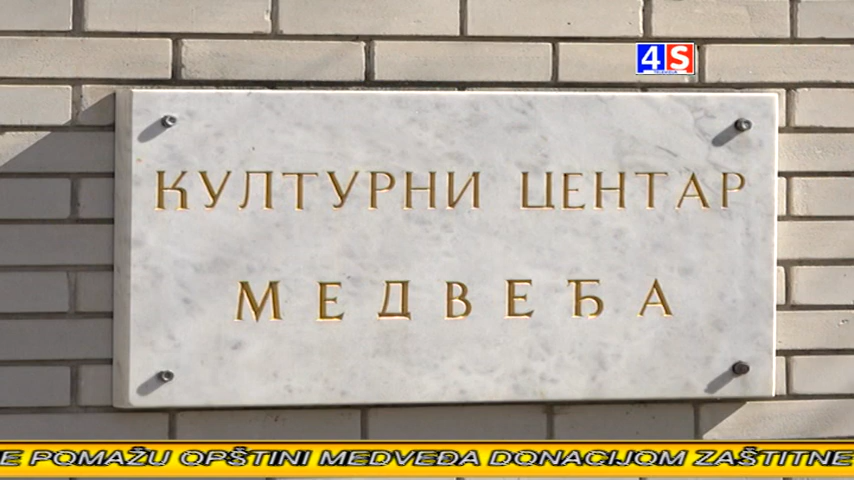 4S
КУЛТУРНИ ЦЕНТАР
МЕДВЕЂА
E POMAŽU OPŠTINI MEDVEĐA DONACIJOM ZAŠTITNE